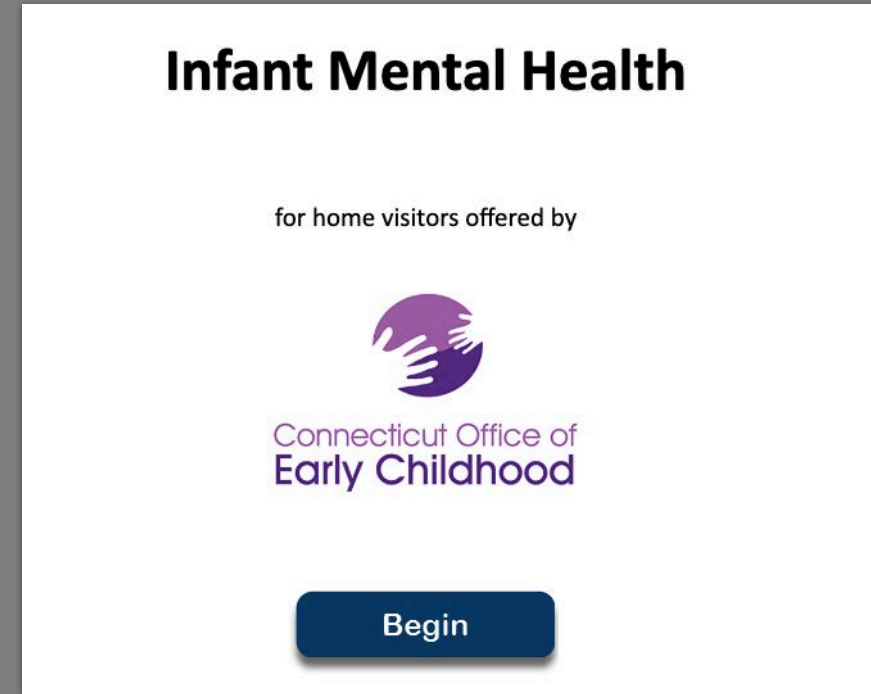 Infant Mental Health
for home visitors offered by
Connecticut Office of
Early Childhood
Begin